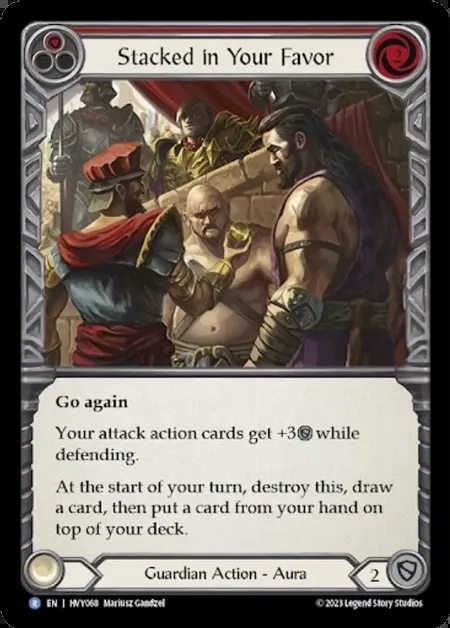 Stacked in Your Favor
2
Go again
Your attack action cards get +3 while
defending.
At the start of your turn, destroy this, draw
a card, then put a card from your hand on
top of your deck.
Guardian Action - Aura
2
R EN | HVY068 Mariusz Gandzel
© 2023 Legend Story Studios